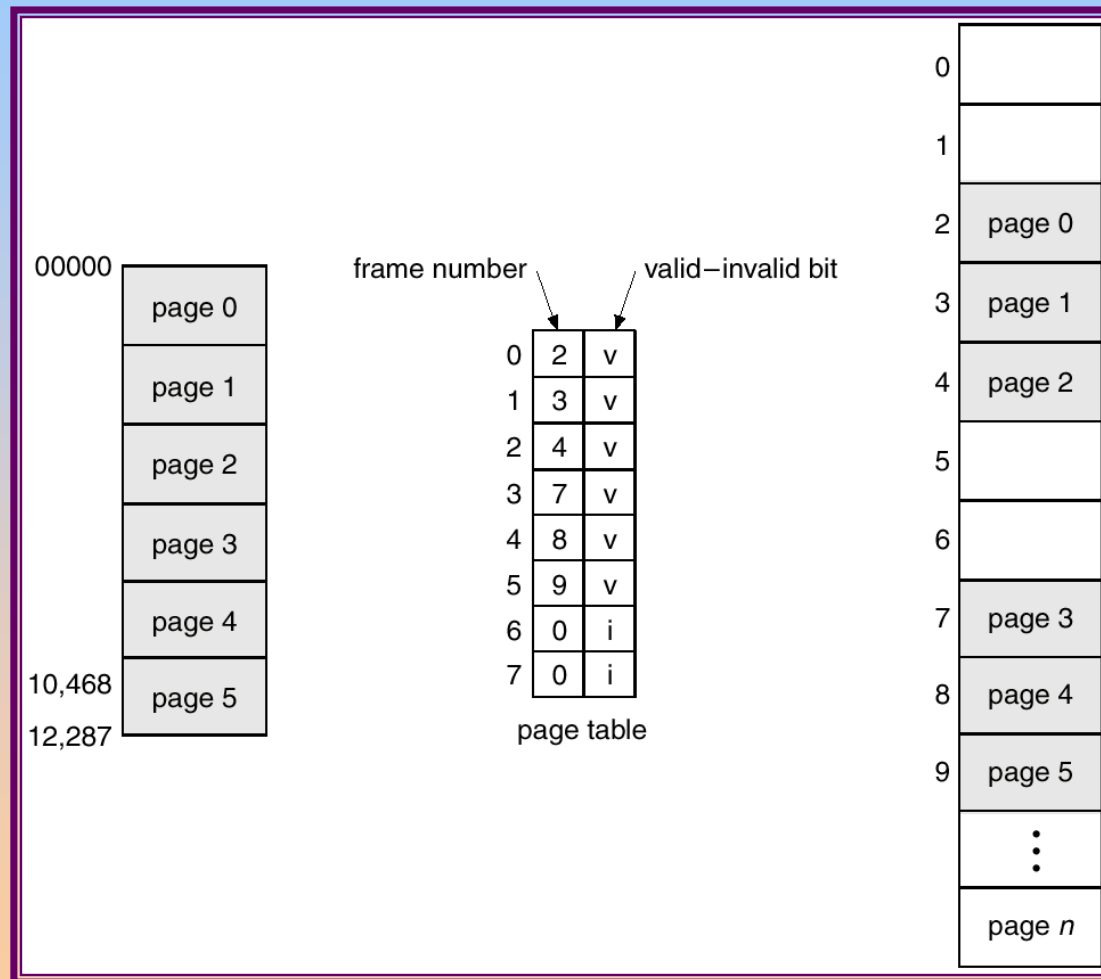 00000
page 0
page 1
page 2
page 3
page 4
10,468
page 5
12,287
frame number
valid–invalid bit
0 2 v
1 3 v
2 4 v
3 7 v
4 8 v
5 9 v
6 0 i
7 0 i
page table
0
1
2 page 0
3 page 1
4 page 2
5
6
7 page 3
8 page 4
9 page 5
⋮
page n